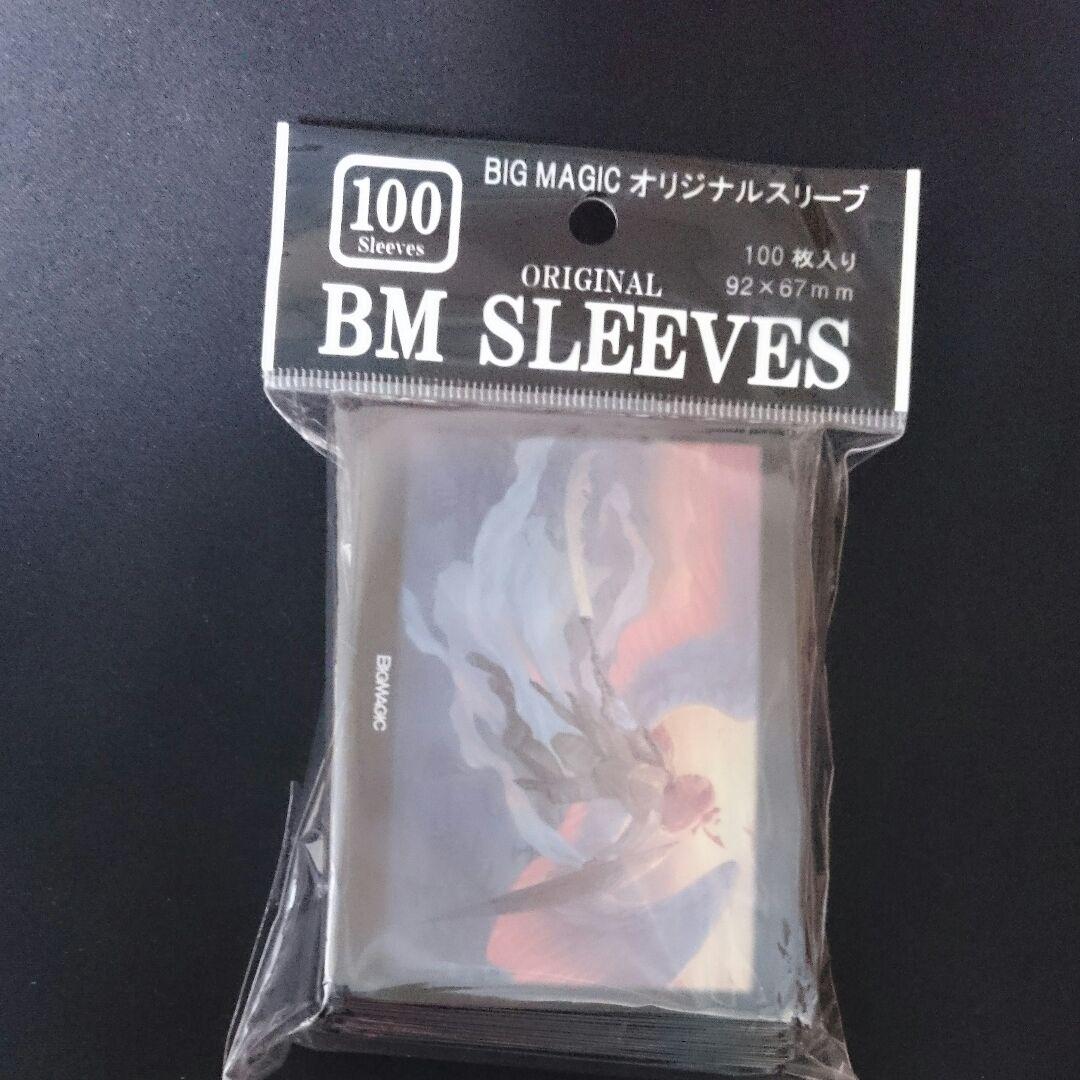 100
Sleeves
BIG MAGIC オリジナルスリーブ
100 枚入り
92×67mm
ORIGINAL
BM SLEEVES
BIGMAGIC